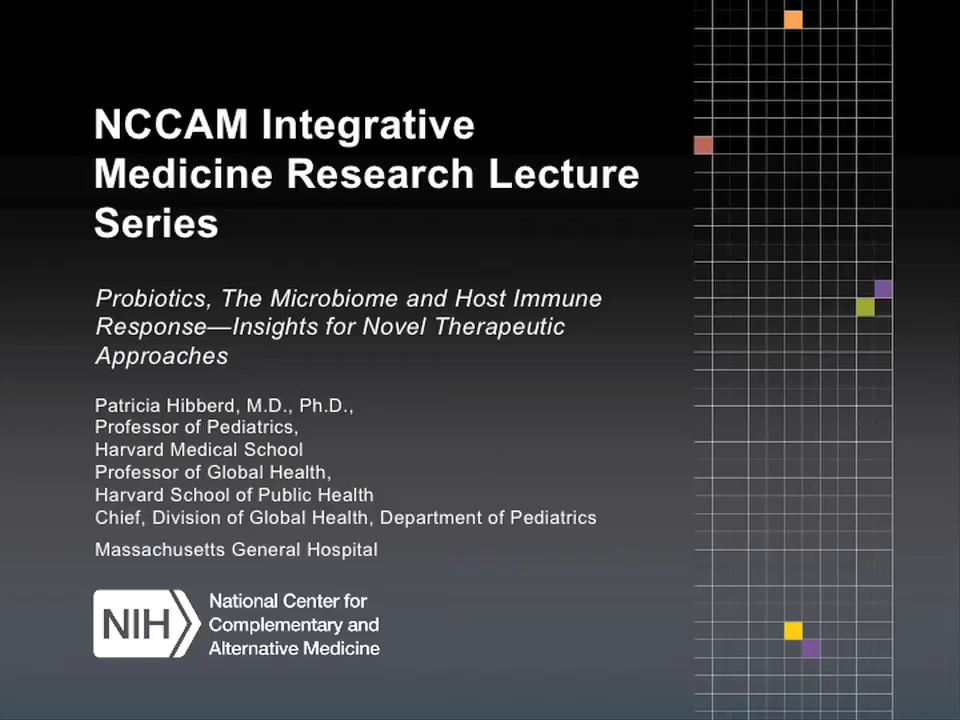 NCCAM Integrative
Medicine Research Lecture
Series
Probiotics, The Microbiome and Host Immune
Response—Insights for Novel Therapeutic
Approaches
Patricia Hibberd, M.D., Ph.D.,
Professor of Pediatrics,
Harvard Medical School
Professor of Global Health,
Harvard School of Public Health
Chief, Division of Global Health, Department of Pediatrics
Massachusetts General Hospital
NIH
National Center for
Complementary and
Alternative Medicine